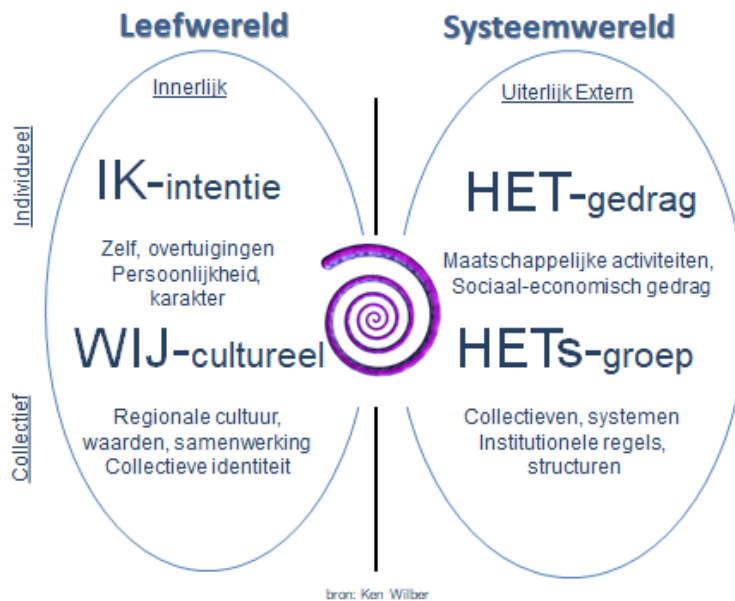 Leefwereld
Systeemwereld
Innerlijk
Uiterlijk Extern
Individueel
IK-intentie
HET-gedrag
Zelf, overtuigingen
Persoonlijkheid,
karakter
Maatschappelijke activiteiten,
Sociaal-economisch gedrag
WIJ-cultureel
HETs-groep
Collectief
Regionale cultuur,
waarden, samenwerking
Collectieve identiteit
Collectieven, systemen
Institutionele regels,
structuren
bron: Ken Wilber